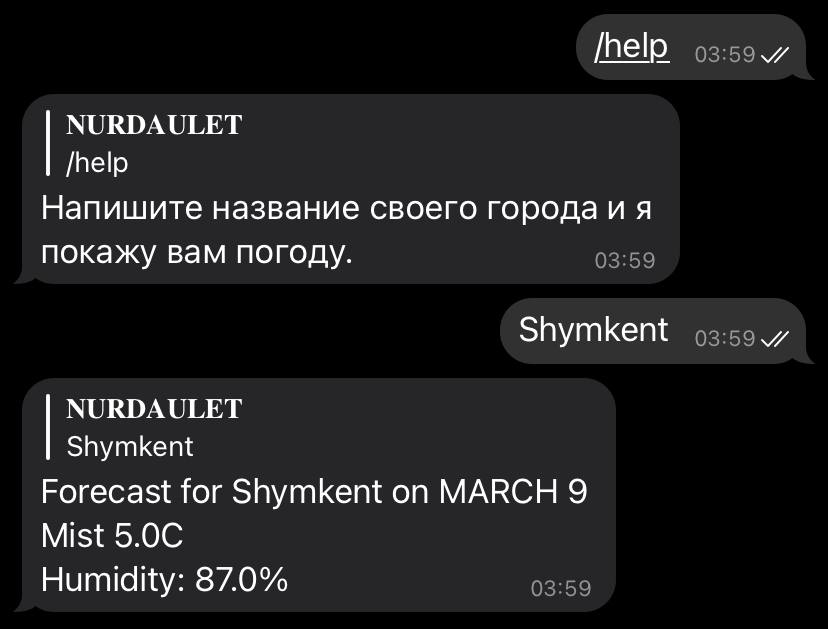 /help 03:59
NURDAULET
/help
Напишите название своего города и я
покажу вам погоду. 03:59
Shymkent 03:59
NURDAULET
Shymkent
Forecast for Shymkent on MARCH 9
Mist 5.0C
Humidity: 87.0% 03:59